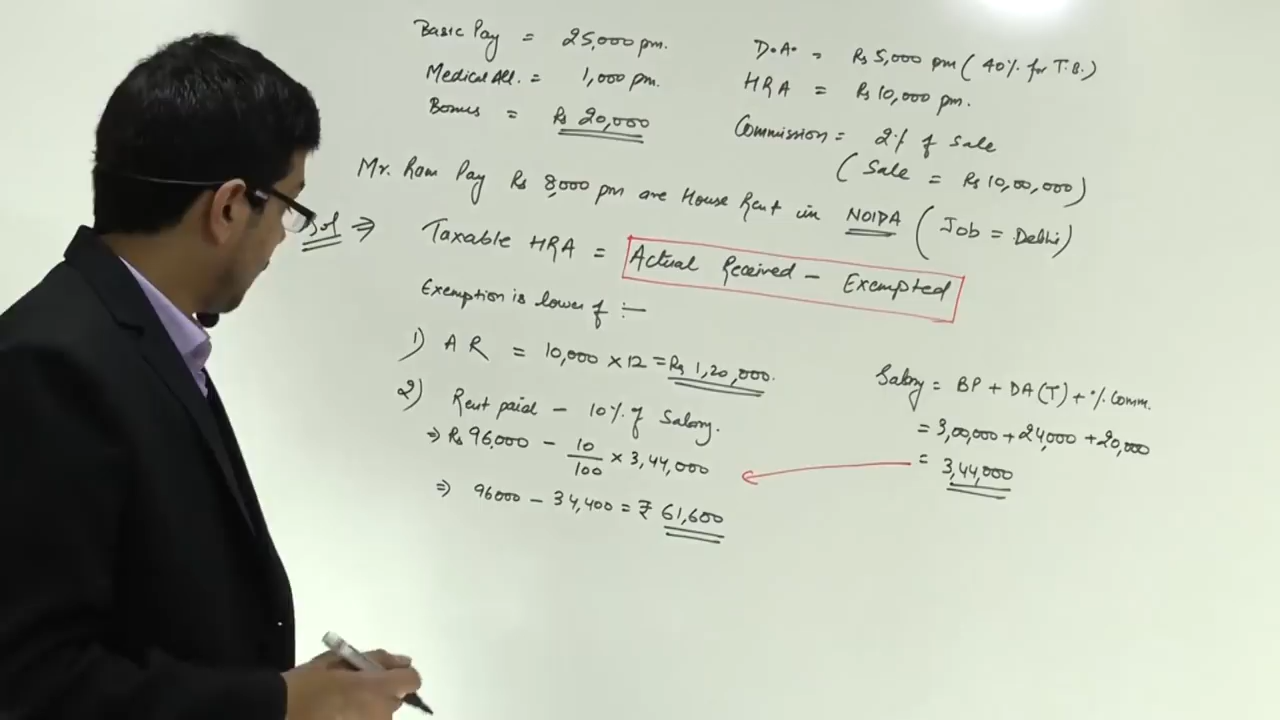 Basic Pay = 25,000 pm.
D.A. = Rs 5,000 pm (40% for T.B.)
Medical All. = 1,000 pm.
HRA = Rs 10,000 pm.
Bonus = Rs 20,000
Commission = 2% of Sale
(Sale = Rs 10,00,000)
Mr. Ram Pay Rs 8,000 pm are House Rent in NOIDA (Job = Delhi)
Sol ⇒ Taxable HRA = Actual Received - Exempted
Exemption is lower of :-
1) AR = 10,000 × 12 = Rs 1,20,000.
2) Rent paid - 10% of Salary.
⇒ Rs 96,000 - 10/100 × 3,44,000
⇒ 96000 - 34,400 = ₹ 61,600
Salary = BP + DA(T) + % Comm.
= 3,00,000 + 24,000 + 20,000
= 3,44,000